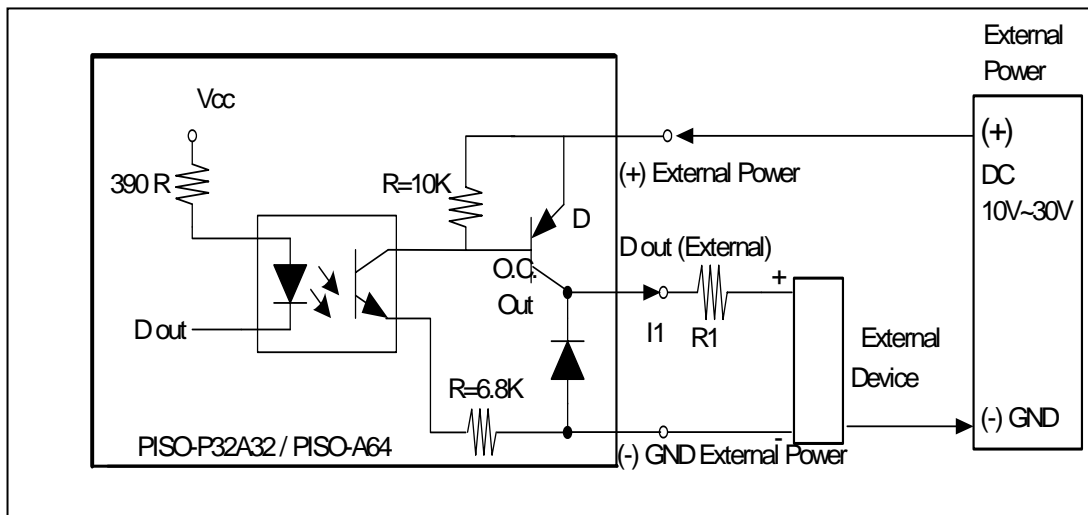 External
Power
Vcc
(+)
390 R
R=10K
(+) External Power
DC
10V~30V
D
D out (External)
O.C.
Out
+
D out
I1
R1
External
Device
R=6.8K
(-) GND
PISO-P32A32 / PISO-A64
(-) GND External Power
-